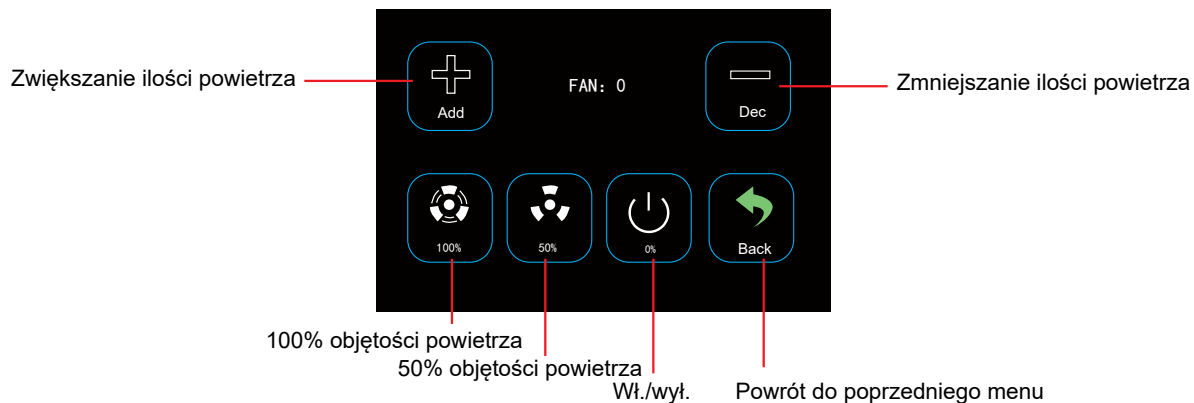 Zwiększanie ilości powietrza
Add
FAN: 0
Dec
Zmniejszanie ilości powietrza
100%
50%
0%
Back
100% objętości powietrza
50% objętości powietrza
Wł./wył.
Powrót do poprzedniego menu